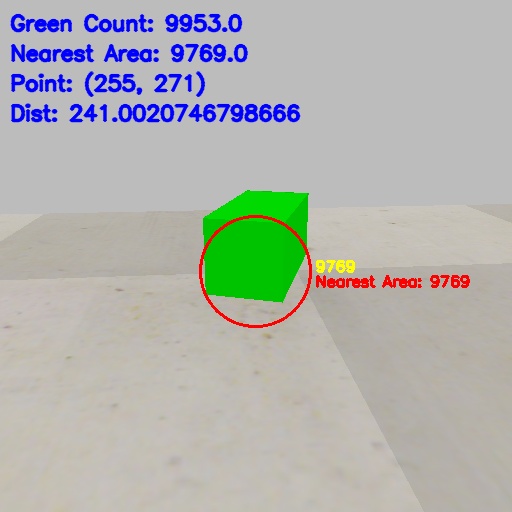 Green Count: 9953.0
Nearest Area: 9769.0
Point: (255, 271)
Dist: 241.0020746798666
9769
Nearest Area: 9769